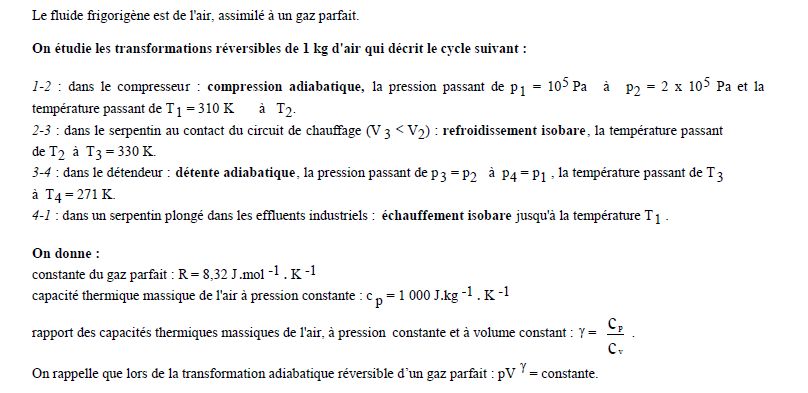 Le fluide frigorigène est de l'air, assimilé à un gaz parfait.
On étudie les transformations réversibles de 1 kg d'air qui décrit le cycle suivant :
1-2 : dans le compresseur : compression adiabatique, la pression passant de p1 = 10^5 Pa à p2 = 2 x 10^5 Pa et la
température passant de T1 = 310 K à T2.
2-3 : dans le serpentin au contact du circuit de chauffage (V3 < V2) : refroidissement isobare, la température passant
de T2 à T3 = 330 K.
3-4 : dans le détendeur : détente adiabatique, la pression passant de p3 = p2 à p4 = p1, la température passant de T3
à T4 = 271 K.
4-1 : dans un serpentin plongé dans les effluents industriels : échauffement isobare jusqu'à la température T1.
On donne :
constante du gaz parfait : R = 8,32 J.mol^-1 . K^-1
capacité thermique massique de l'air à pression constante : cp = 1 000 J.kg^-1 . K^-1
rapport des capacités thermiques massiques de l'air, à pression constante et à volume constant : γ = Cp / Cv .
On rappelle que lors de la transformation adiabatique réversible d'un gaz parfait : pV^γ = constante.